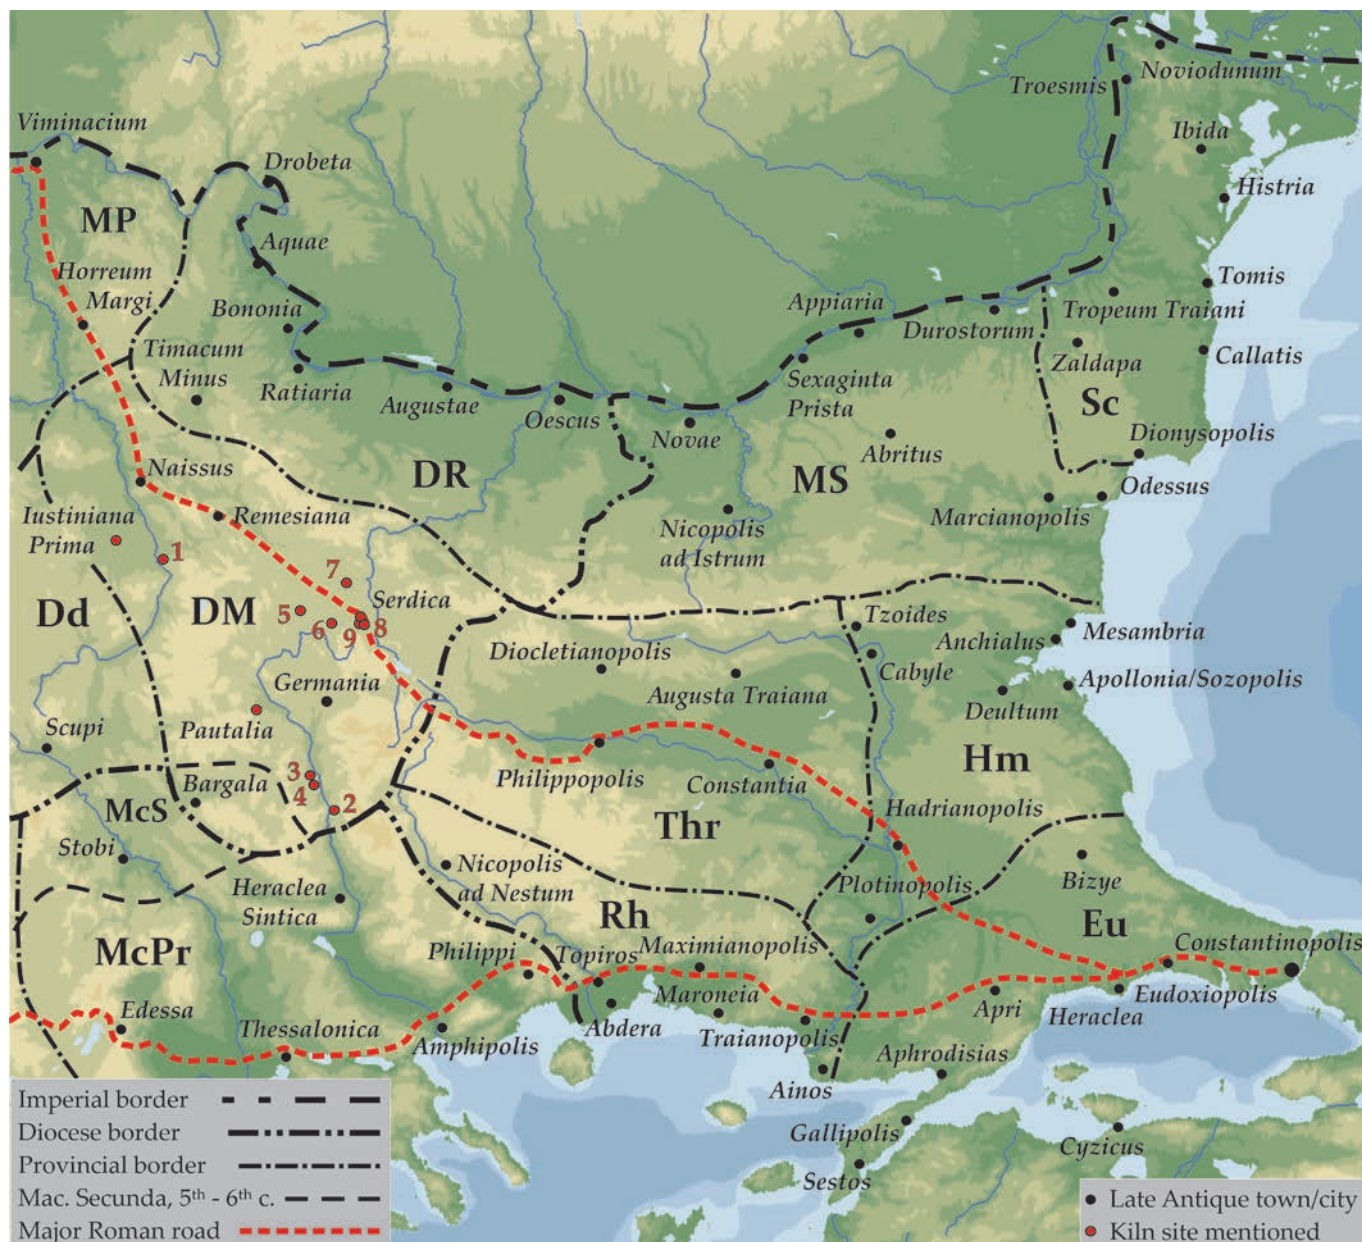 Noviodunum
Troesmis
Viminacium
Ibida
Drobeta
Histria
MP
Aquae
Horreum
Margi
Tomis
Appiaria
Bononia
Durostorum
Tropeum Traiani
Timacum
Minus
Callatis
Zaldapa
Ratiaria
Sexaginta
Prista
Augustae
Oescus
Sc
Novae
Dionysopolis
Abritus
Naissus
DR
MS
Odessus
Iustiniana
Prima
Remesiana
Marcianopolis
Nicopolis
ad Istrum
1
7
Serdica
Dd
DM
5
6
9
8
Tzoides
Mesambria
Anchialus
Diocletianopolis
Cabyle
Germania
Augusta Traiana
Apollonia/Sozopolis
Deultum
Scupi
Pautalia
Philippopolis
Constantia
Hm
3
4
2
Bargala
McS
Hadrianopolis
Thr
Stobi
Nicopolis
ad Nestum
Heraclea
Sintica
Plotinopolis
Bizye
Rh
Eu
McPr
Philippi
Topiros
Maximianopolis
Constantinopolis
Edessa
Maroneia
Apri
Eudoxiopolis
Thessalonica
Abdera
Heraclea
Amphipolis
Traianopolis
Aphrodisias
Ainos
Gallipolis
Cyzicus
Sestos
Imperial border
Diocese border
Provincial border
Mac. Secunda, 5th - 6th c.
Major Roman road
Late Antique town/city
Kiln site mentioned